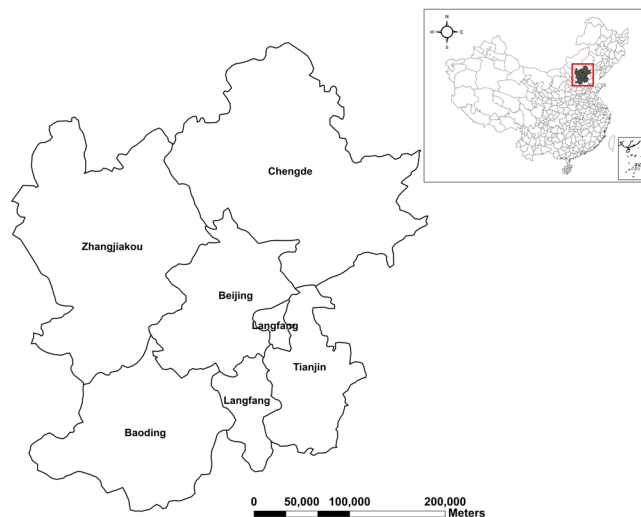 N
W E
S
Chengde
Zhangjiakou
Beijing
Langfang
Tianjin
Langfang
Baoding
0 50,000 100,000 200,000
Meters